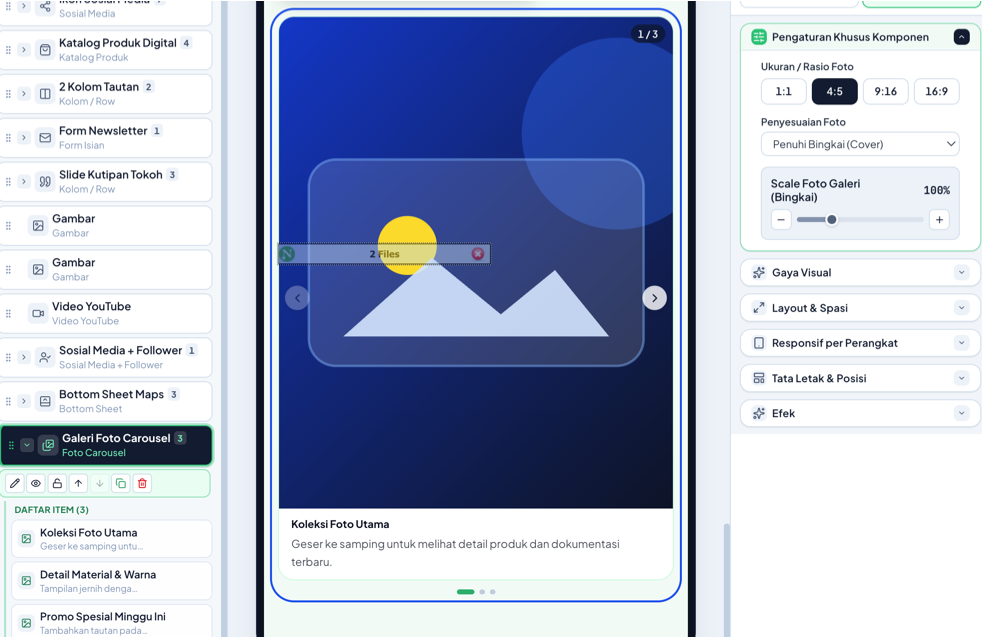 Sosial Media
Katalog Produk Digital 4
Katalog Produk
2 Kolom Tautan 2
Kolom / Row
Form Newsletter 1
Form Isian
Slide Kutipan Tokoh 3
Kolom / Row
Gambar
Gambar
Gambar
Gambar
Video YouTube
Video YouTube
Sosial Media + Follower 1
Sosial Media + Follower
Bottom Sheet Maps 3
Bottom Sheet
Galeri Foto Carousel 3
Foto Carousel
DAFTAR ITEM (3)
Koleksi Foto Utama
Geser ke samping untu...
Detail Material & Warna
Tampilan jernih denga...
Promo Spesial Minggu Ini
Tambahkan tautan pada...
1 / 3
2 Files
Koleksi Foto Utama
Geser ke samping untuk melihat detail produk dan dokumentasi
terbaru.
Pengaturan Khusus Komponen
Ukuran / Rasio Foto
1:1 4:5 9:16 16:9
Penyesuaian Foto
Penuhi Bingkai (Cover)
Scale Foto Galeri
(Bingkai)
100%
Gaya Visual
Layout & Spasi
Responsif per Perangkat
Tata Letak & Posisi
Efek